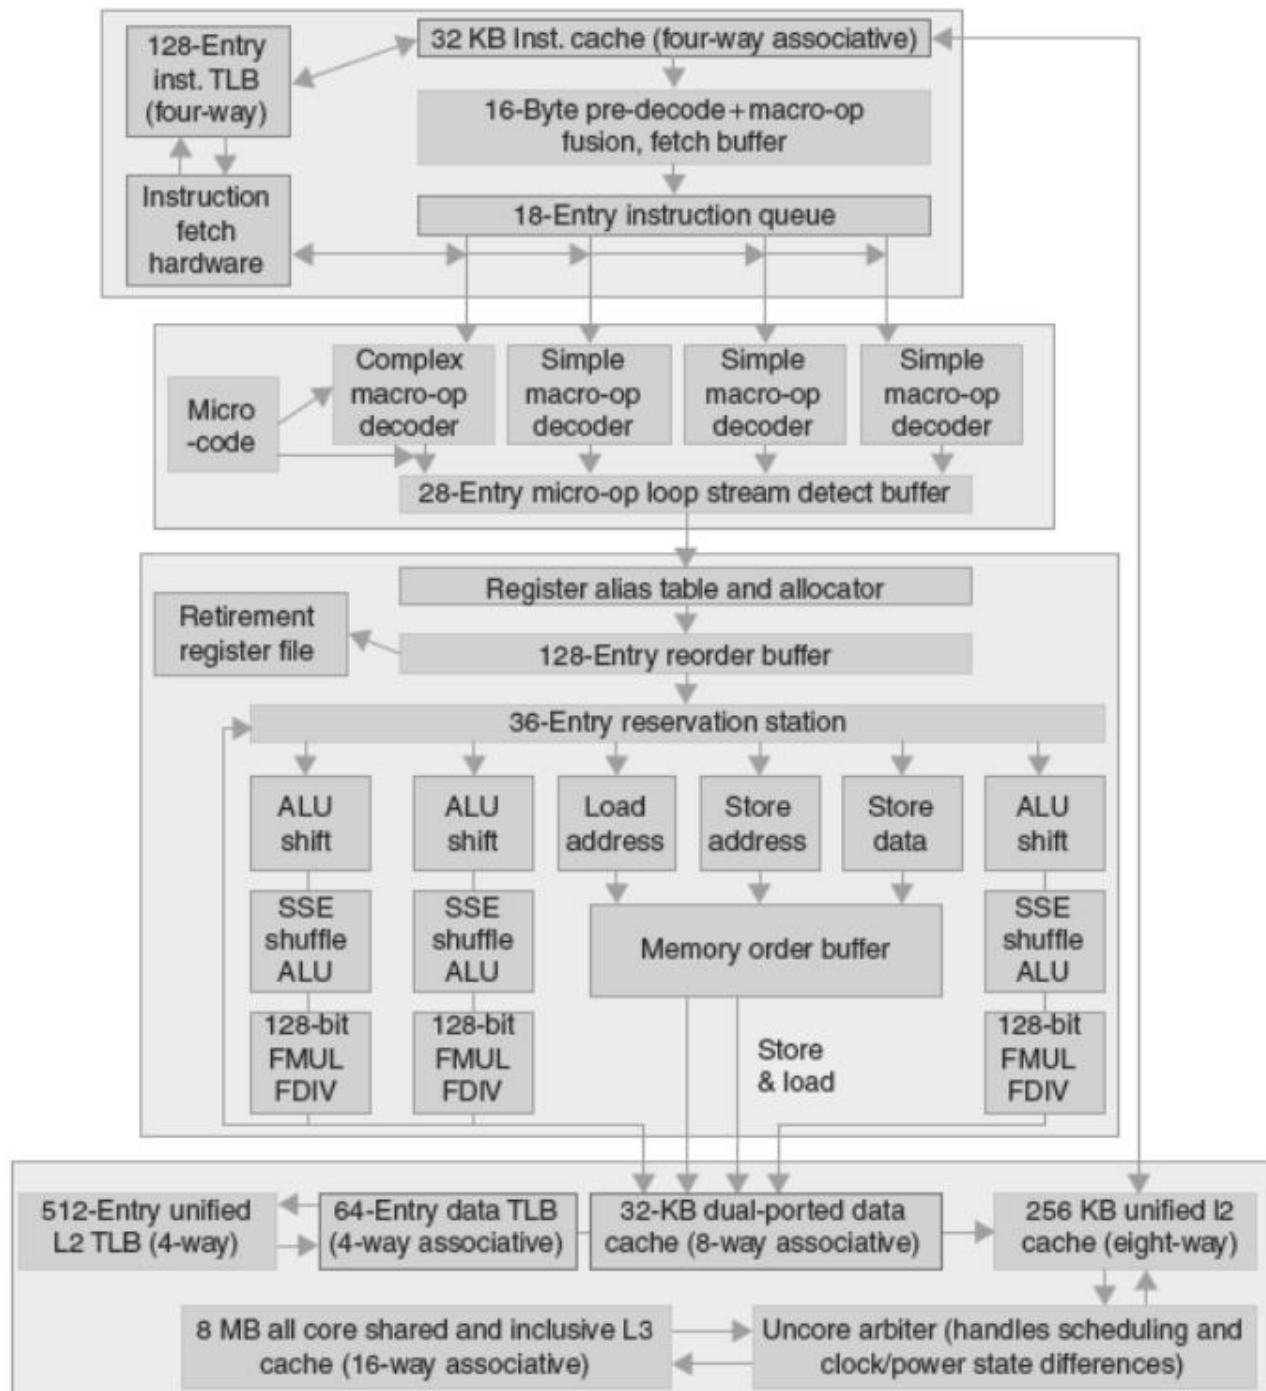 128-Entry
inst. TLB
(four-way)
32 KB Inst. cache (four-way associative)
16-Byte pre-decode+macro-op
fusion, fetch buffer
Instruction
fetch
hardware
18-Entry instruction queue
Micro
-code
Complex
macro-op
decoder
Simple
macro-op
decoder
Simple
macro-op
decoder
Simple
macro-op
decoder
28-Entry micro-op loop stream detect buffer
Register alias table and allocator
Retirement
register file
128-Entry reorder buffer
36-Entry reservation station
ALU
shift
ALU
shift
Load
address
Store
address
Store
data
ALU
shift
SSE
shuffle
ALU
SSE
shuffle
ALU
Memory order buffer
SSE
shuffle
ALU
128-bit
FMUL
FDIV
128-bit
FMUL
FDIV
Store
& load
128-bit
FMUL
FDIV
512-Entry unified
L2 TLB (4-way)
64-Entry data TLB
(4-way associative)
32-KB dual-ported data
cache (8-way associative)
256 KB unified l2
cache (eight-way)
8 MB all core shared and inclusive L3
cache (16-way associative)
Uncore arbiter (handles scheduling and
clock/power state differences)